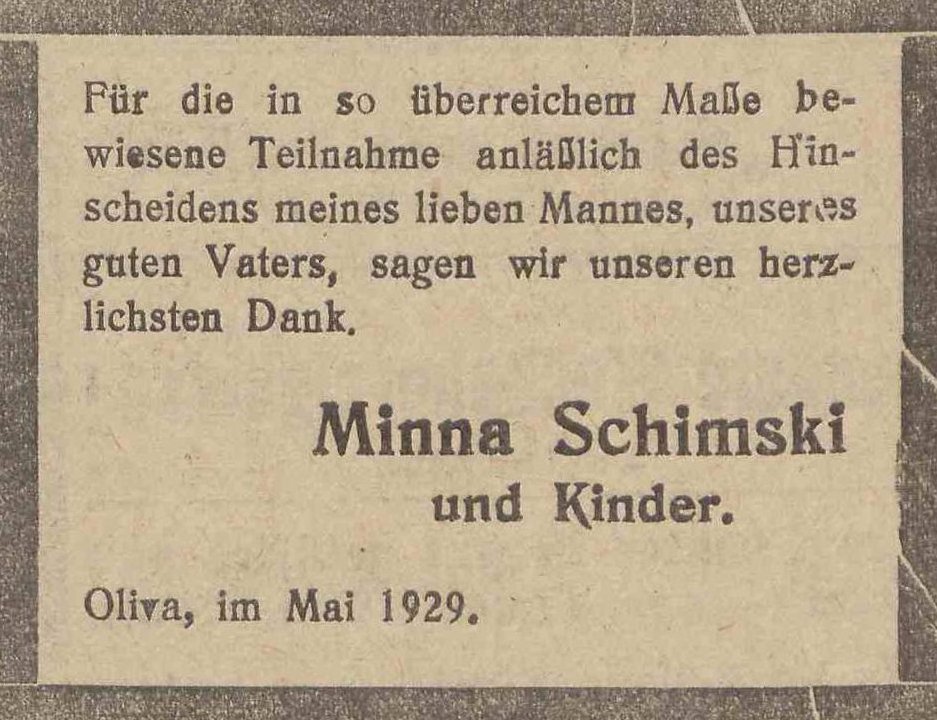 Für die in so überreichem Maße be-
wiesene Teilnahme anläßlich des Hin-
scheidens meines lieben Mannes, unseres
guten Vaters, sagen wir unseren herz-
lichsten Dank.
Minna Schimski
und Kinder.
Oliva, im Mai 1929.